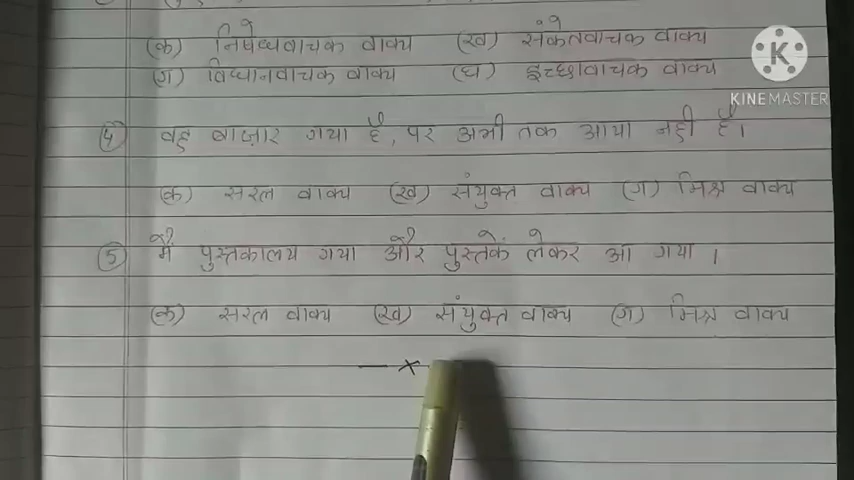 (क) निषेधवाचक वाक्य (ख) संकेतवाचक वाक्य
(ग) विधानवाचक वाक्य (घ) इच्छावाचक वाक्य
KINEMASTER
④ वह बाज़ार गया है, पर अभी तक आया नही है।
(क) सरल वाक्य (ख) संयुक्त वाक्य (ग) मिश्र वाक्य
⑤ मैं पुस्तकालय गया और पुस्तकें लेकर आ गया ।
(क) सरल वाक्य (ख) संयुक्त वाक्य (ग) मिश्र वाक्य
— x